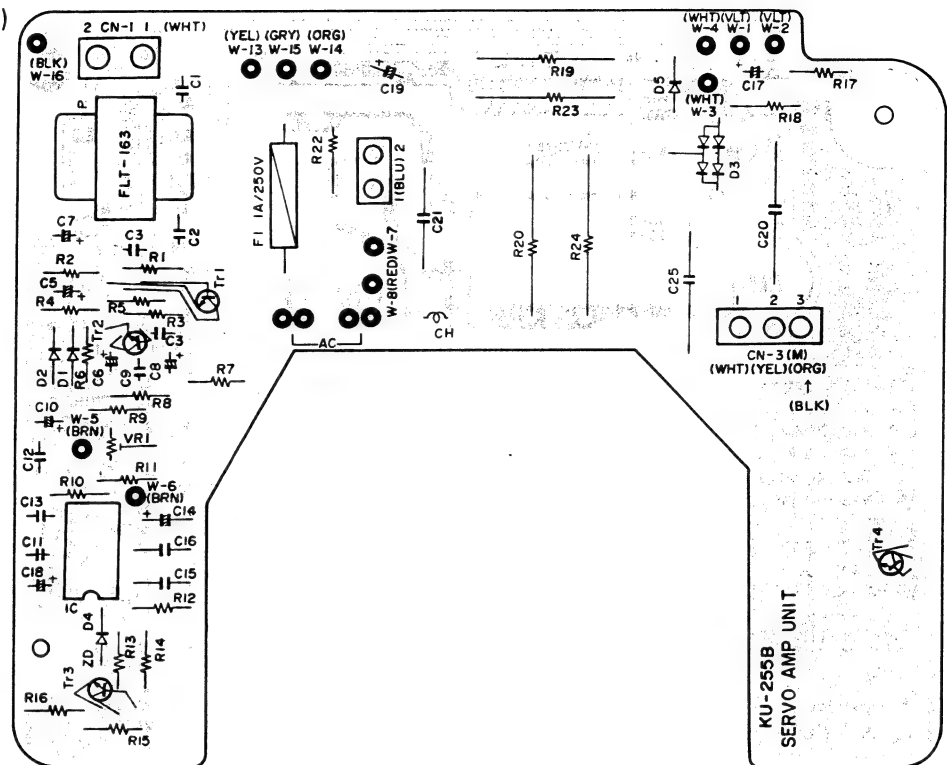 )
2 CN-1 1 (WHT)
(BLK)
W-16
C1
P
FLT-163
C2
(YEL) (GRY) (ORG)
W-13 W-15 W-14
+
C19
R19
R23
(WHT) (VLT) (VLT)
W-4 W-1 W-2
D5
+
C17
R17
(WHT)
W-3
R18
D3
F1 1A/250V
R22
1(BLU) 2
C21
W-8(RED)W-7
AC
CH
R20
R24
C25
C20
1 2 3
CN-3 (M)
(WHT)(YEL)(ORG)
↑
(BLK)
C7
+
C3
R2
R1
C5
+
R4
R5
Tr1
Tr2
R3
C3
D2
D1
R6
+
C6
C9
C8
+
R7
R8
R9
C10
+
W-5
(BRN)
VR1
C12
R11
R10
W-6
(BRN)
C13
+
C14
C11
C16
C18
+
C15
IC
R12
D4
ZD
R13
R14
Tr3
R16
R15
Tr4
KU-255B
SERVO AMP UNIT